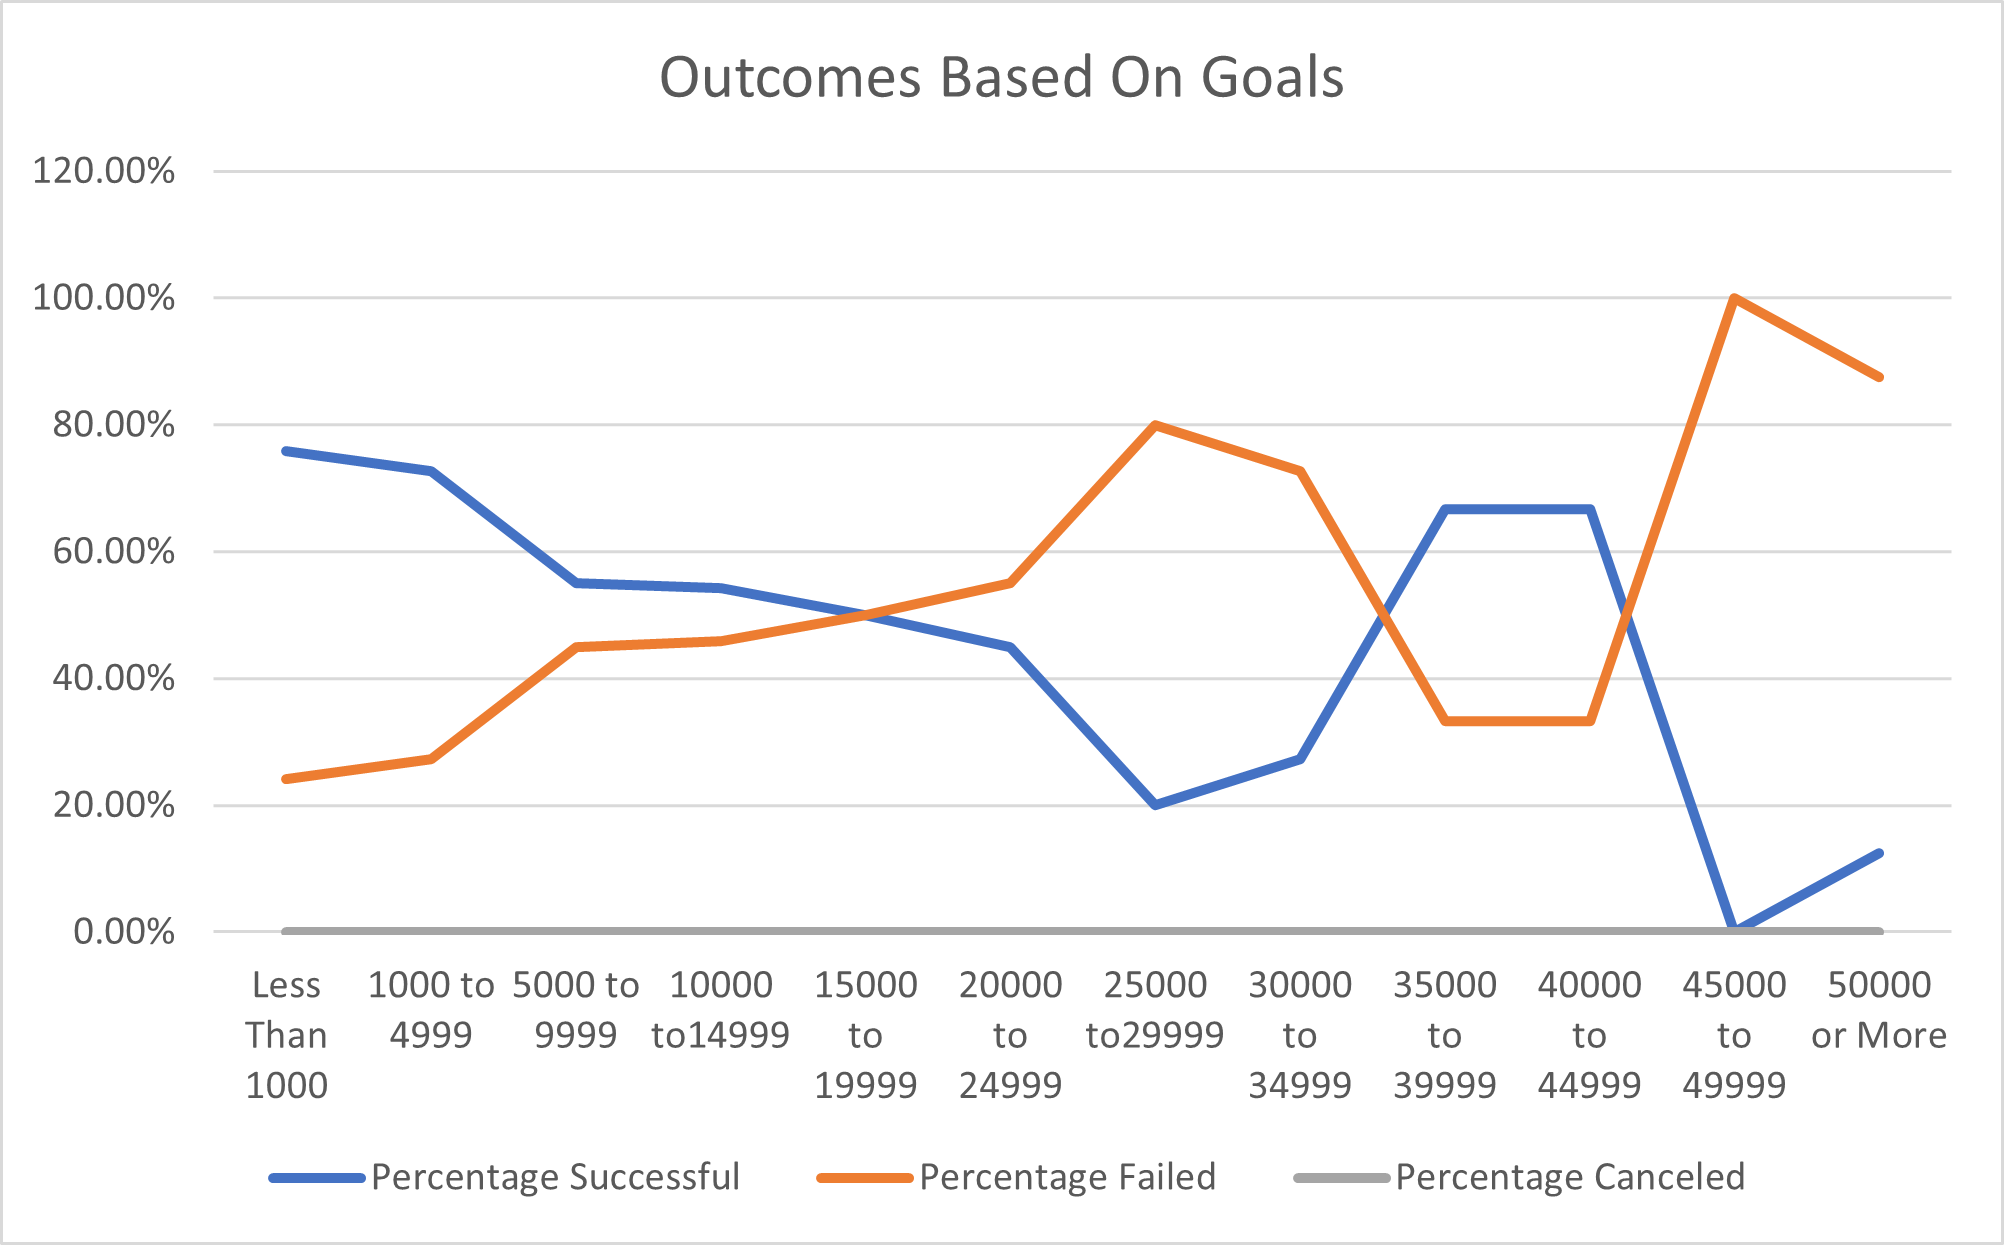 Outcomes Based On Goals
120.00%
100.00%
80.00%
60.00%
40.00%
20.00%
0.00%
Less
Than
1000
1000 to
4999
5000 to
9999
10000
to14999
15000
to
19999
20000
to
24999
25000
to29999
30000
to
34999
35000
to
39999
40000
to
44999
45000
to
49999
50000
or More
Percentage Successful
Percentage Failed
Percentage Canceled